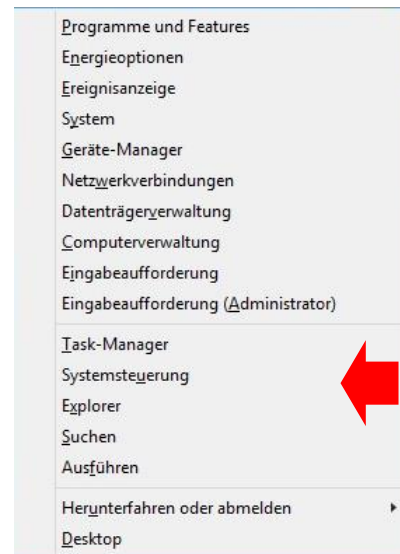 Programme und Features
Energieoptionen
Ereignisanzeige
System
Geräte-Manager
Netzwerkverbindungen
Datenträgerverwaltung
Computerverwaltung
Eingabeaufforderung
Eingabeaufforderung (Administrator)
Task-Manager
Systemsteuerung
Explorer
Suchen
Ausführen
Herunterfahren oder abmelden
Desktop